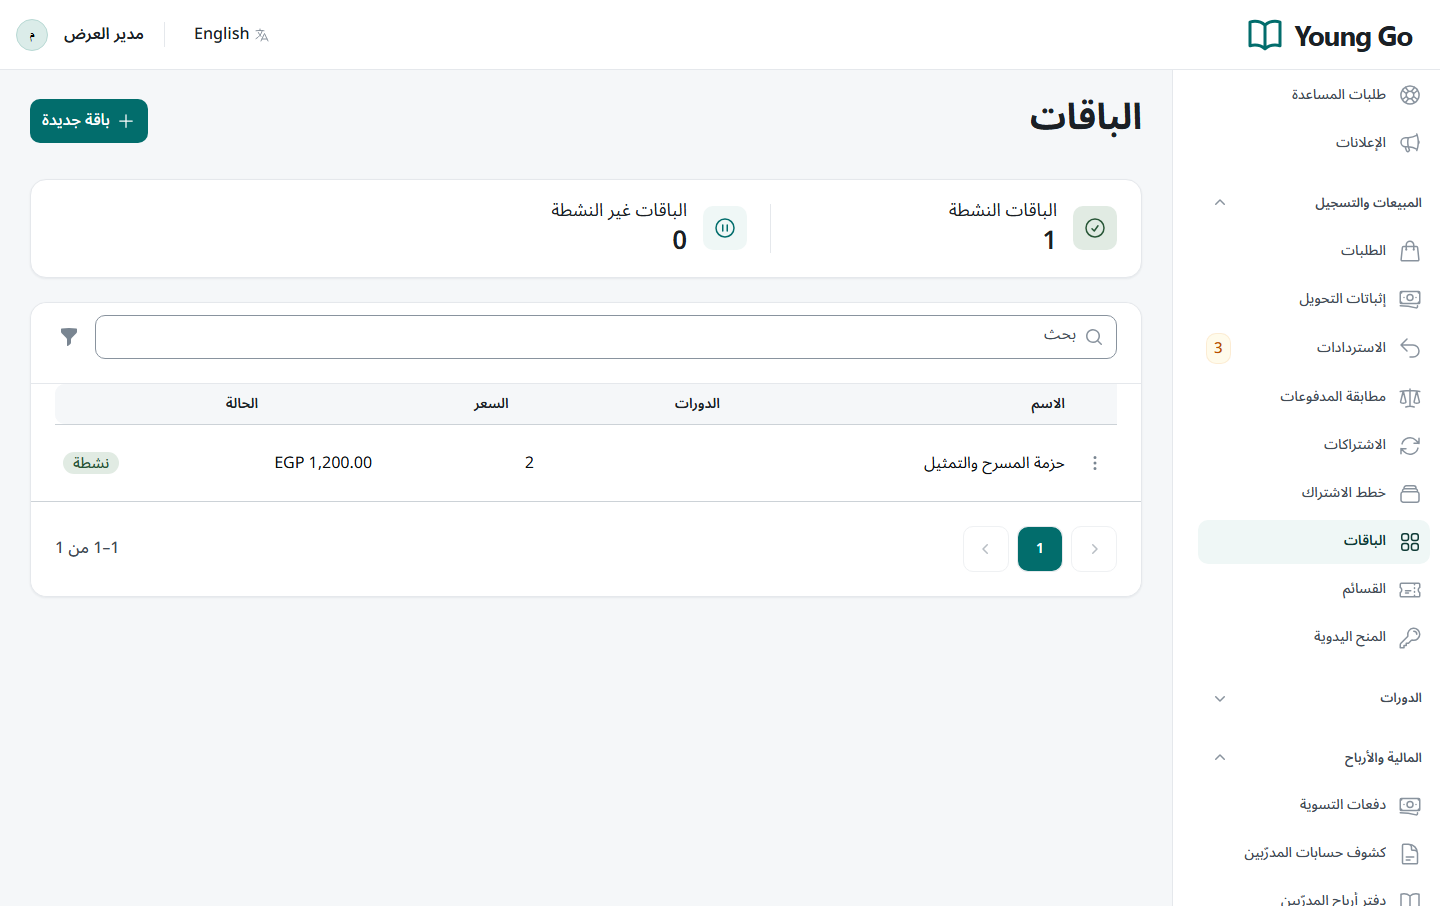 Young Go
English
مدير العرض
م
طلبات المساعدة
الإعلانات
المبيعات والتسجيل
الطلبات
إثباتات التحويل
الاستردادات
3
مطابقة المدفوعات
الاشتراكات
خطط الاشتراك
الباقات
القسائم
المنح اليدوية
الدورات
المالية والأرباح
دفعات التسوية
كشوف حسابات المدرّبين
دفتر أرباح المدرّبين
الباقات
باقة جديدة
الباقات النشطة
1
الباقات غير النشطة
0
بحث
الاسم الدورات السعر الحالة
حزمة المسرح والتمثيل 2 EGP 1,200.00 نشطة
1
1–1 من 1